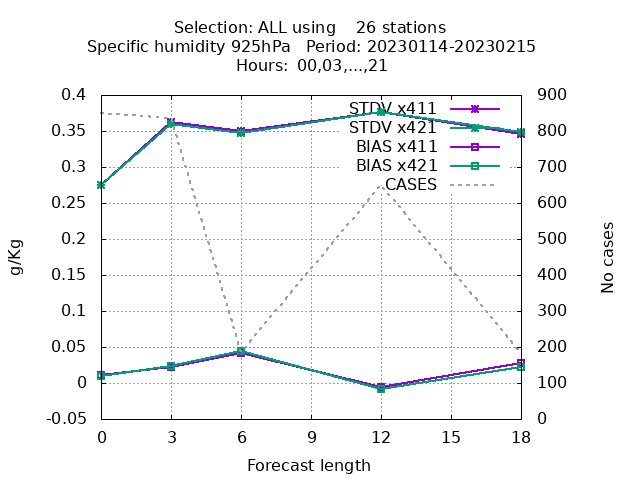 Selection: ALL using    26 stations
Specific humidity 925hPa   Period: 20230114-20230215
Hours:  00,03,...,21
0.4
0.35
0.3
0.25
0.2
0.15
0.1
0.05
0
-0.05
g/Kg
STDV x411
STDV x421
BIAS x411
BIAS x421
CASES
900
800
700
600
500
400
300
200
100
0
No cases
0 3 6 9 12 15 18
Forecast length